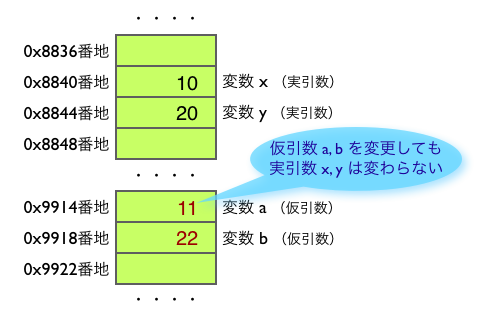 ・・・・
0x8836番地
0x8840番地 10 変数 x （実引数）
0x8844番地 20 変数 y （実引数）
0x8848番地
仮引数 a, b を変更しても
実引数 x, y は変わらない
・・・・
0x9914番地 11 変数 a （仮引数）
0x9918番地 22 変数 b （仮引数）
0x9922番地
・・・・